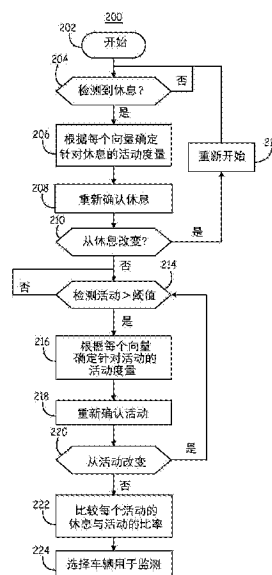 200
202
开始
204
检测到休息?
否
是
206
根据每个向量确定
针对休息的活动度量
21
重新开始
208
重新确认休息
210
从休息改变?
是
否
214
否
检测活动>阈值
是
216
根据每个向量
确定针对活动的
活动度量
218
重新确认活动
220
从活动改变
是
否
222
比较每个活动的
休息与活动的比率
224
选择车辆用于监测